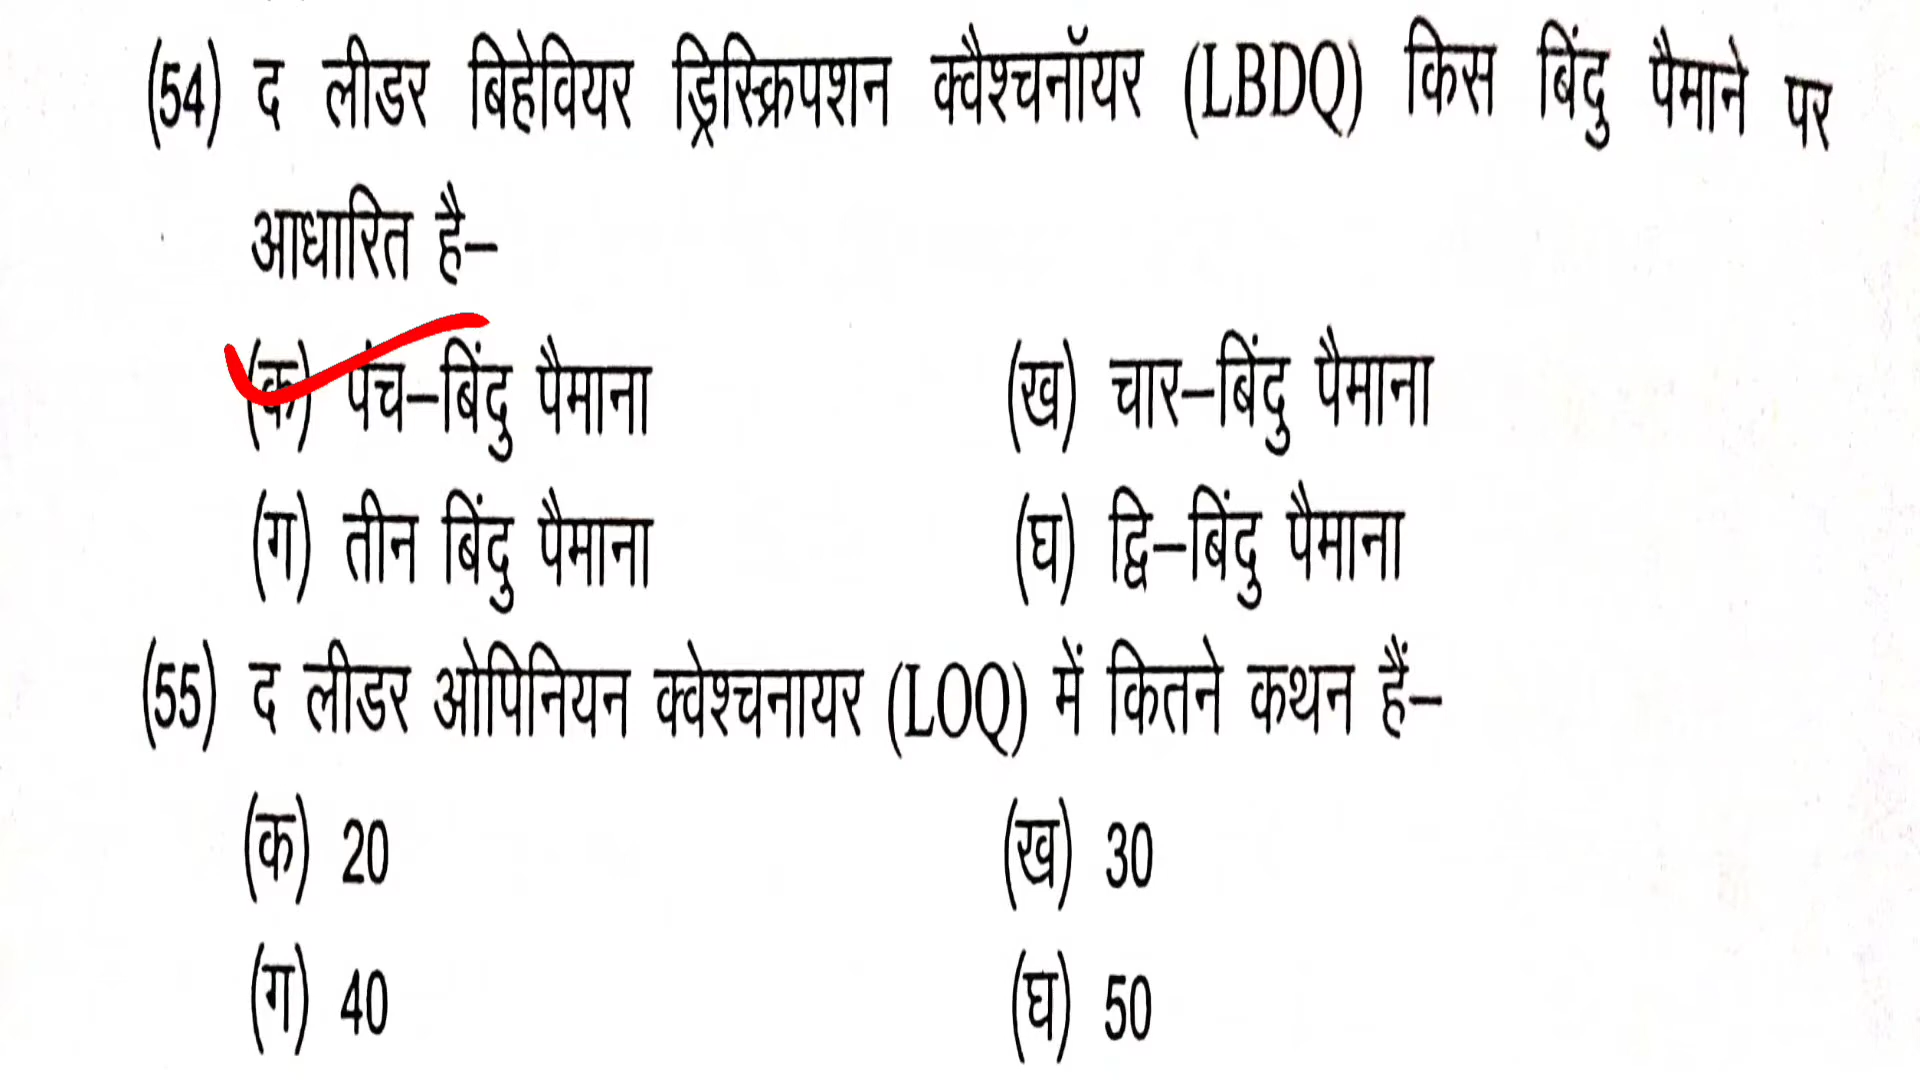 (54) द लीडर बिहेवियर ड्रिस्क्रिपशन क्वैश्चनॉयर (LBDQ) किस बिंदु पैमाने पर
आधारित है–
(क) पंच–बिंदु पैमाना (ख) चार–बिंदु पैमाना
(ग) तीन बिंदु पैमाना (घ) द्वि–बिंदु पैमाना
(55) द लीडर ओपिनियन क्वेश्चनायर (LOQ) में कितने कथन हैं–
(क) 20 (ख) 30
(ग) 40 (घ) 50